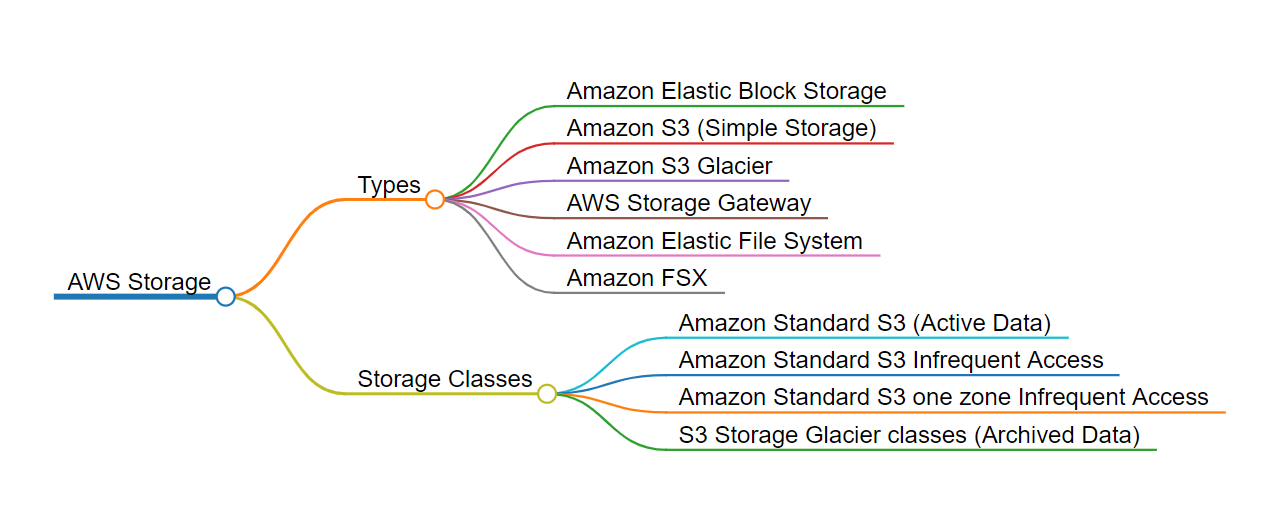 AWS Storage
Types
Amazon Elastic Block Storage
Amazon S3 (Simple Storage)
Amazon S3 Glacier
AWS Storage Gateway
Amazon Elastic File System
Amazon FSX
Storage Classes
Amazon Standard S3 (Active Data)
Amazon Standard S3 Infrequent Access
Amazon Standard S3 one zone Infrequent Access
S3 Storage Glacier classes (Archived Data)